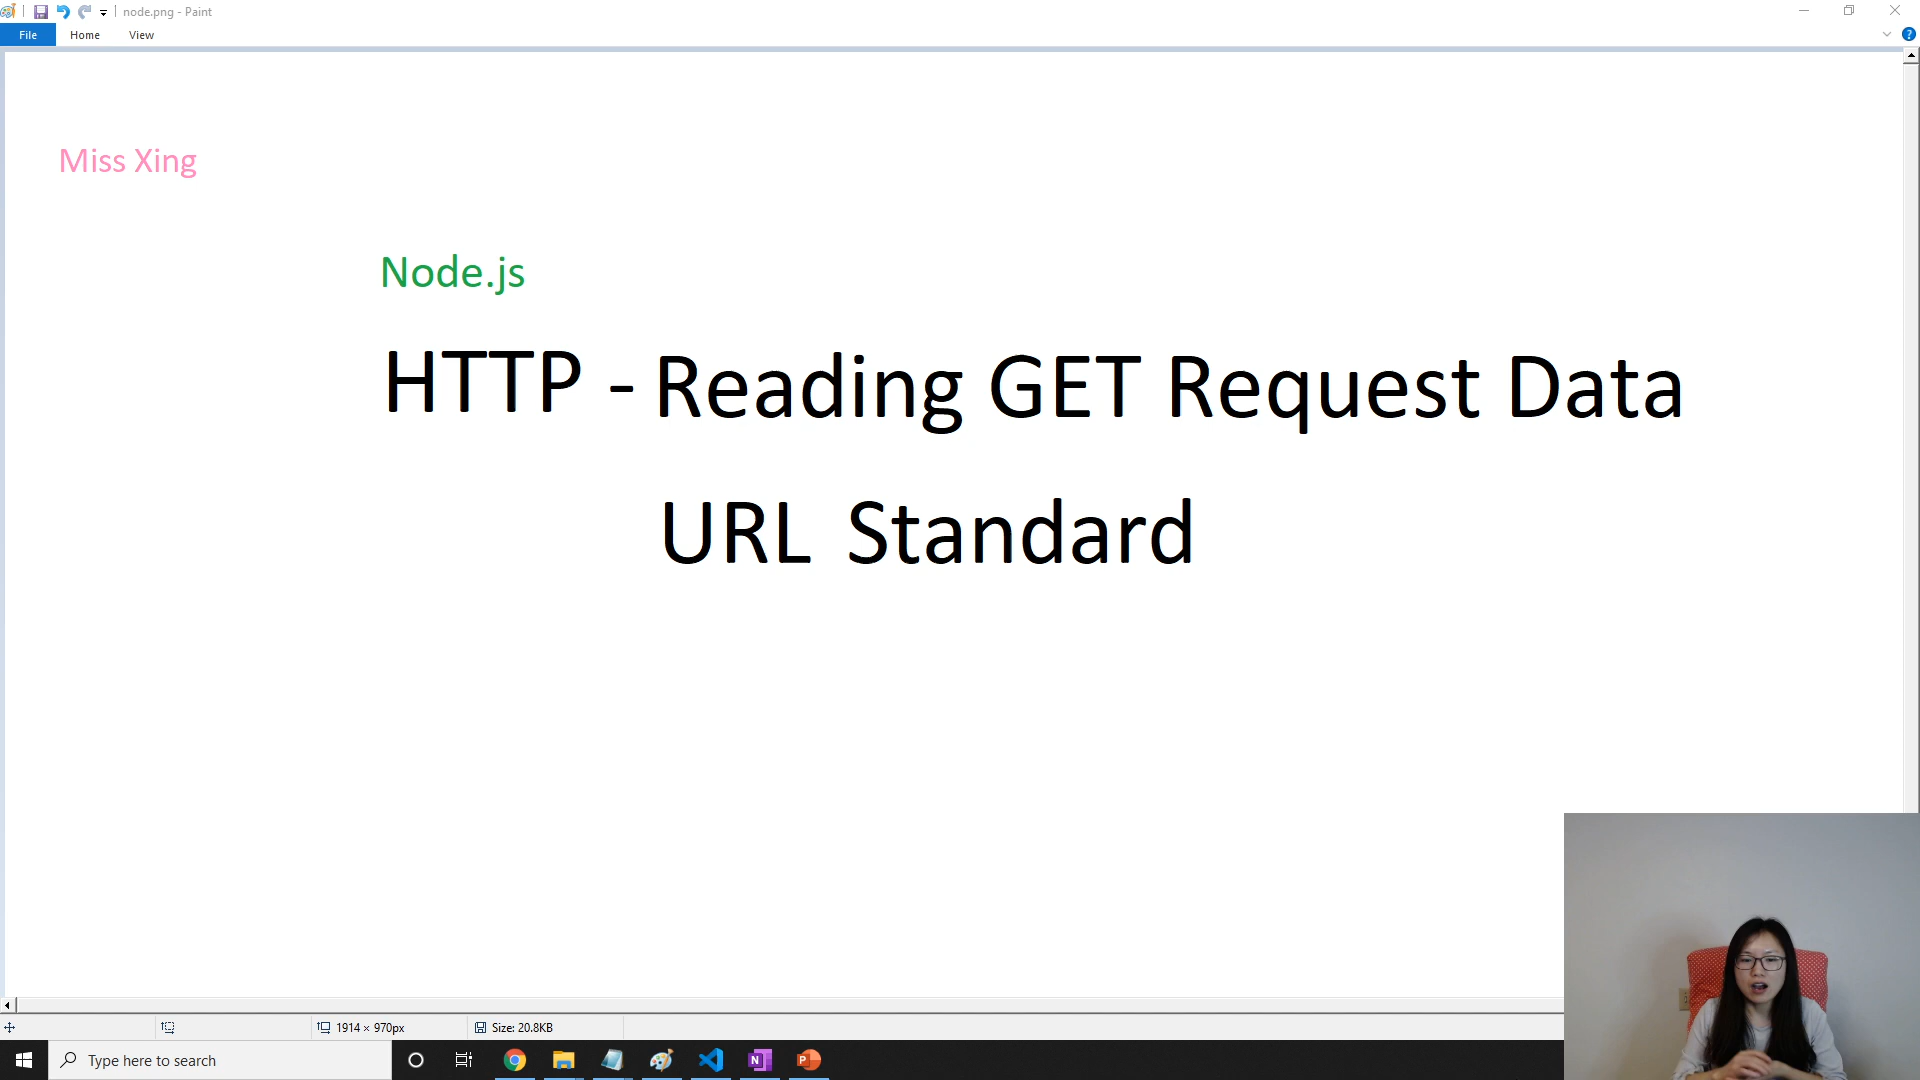 node.png - Paint
File Home View
Miss Xing
Node.js
HTTP - Reading GET Request Data
URL Standard
1914 × 970px Size: 20.8KB
Type here to search